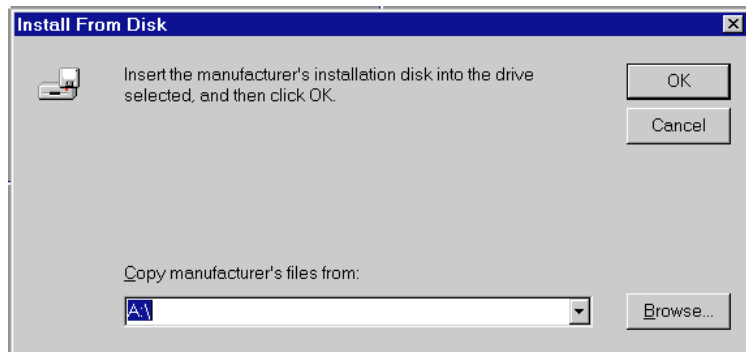 Install From Disk
Insert the manufacturer's installation disk into the drive
selected, and then click OK.
OK
Cancel
Copy manufacturer's files from:
A:\
Browse...